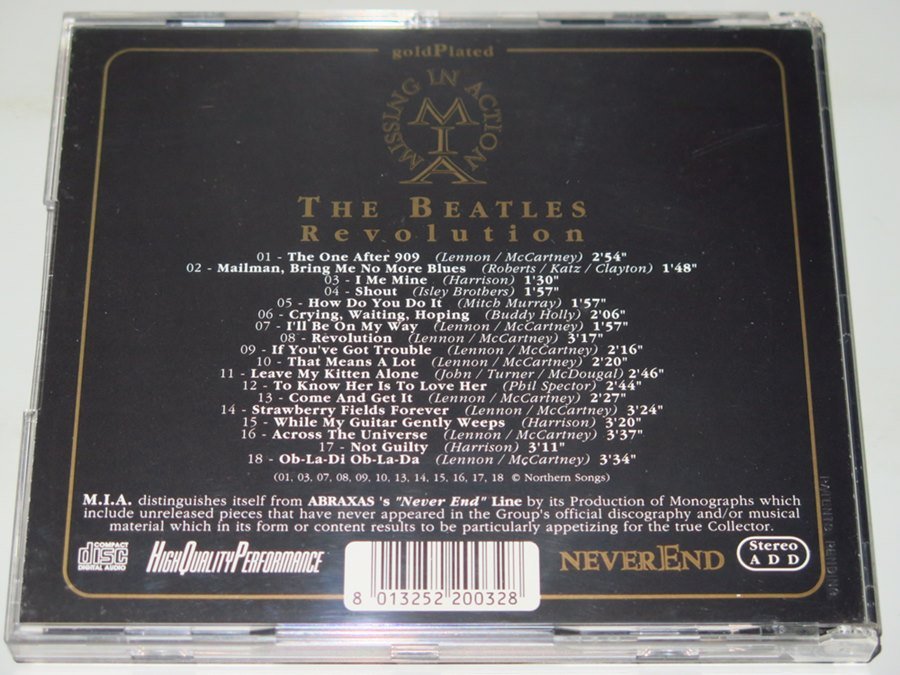 goldPlated
MISSING IN ACTION
MIA
THE BEATLES
Revolution
01 - The One After 909 (Lennon / McCartney) 2'54"
02 - Mailman, Bring Me No More Blues (Roberts / Katz / Clayton) 1'48"
03 - I Me Mine (Harrison) 1'30"
04 - Shout (Isley Brothers) 1'57"
05 - How Do You Do It (Mitch Murray) 1'57"
06 - Crying, Waiting, Hoping (Buddy Holly) 2'06"
07 - I'll Be On My Way (Lennon / McCartney) 1'57"
08 - Revolution (Lennon / McCartney) 3'17"
09 - If You've Got Trouble (Lennon / McCartney) 2'16"
10 - That Means A Lot (Lennon / McCartney) 2'20"
11 - Leave My Kitten Alone (John / Turner / McDougal) 2'46"
12 - To Know Her Is To Love Her (Phil Spector) 2'44"
13 - Come And Get It (Lennon / McCartney) 2'27"
14 - Strawberry Fields Forever (Lennon / McCartney) 3'24"
15 - While My Guitar Gently Weeps (Harrison) 3'20"
16 - Across The Universe (Lennon / McCartney) 3'37"
17 - Not Guilty (Harrison) 3'11"
18 - Ob-La-Di Ob-La-Da (Lennon / McCartney) 3'34"
(01, 03, 07, 08, 09, 10, 13, 14, 15, 16, 17, 18 © Northern Songs)
M.I.A. distinguishes itself from ABRAXAS 's "Never End" Line by its Production of Monographs which
include unreleased pieces that have never appeared in the Group's official discography and/or musical
material which in its form or content results to be particularly appetizing for the true Collector.
COMPACT disc DIGITAL AUDIO
HIGHQUALITYPERFORMANCE
8 013252 200328
NEVEREND
Stereo
A D D